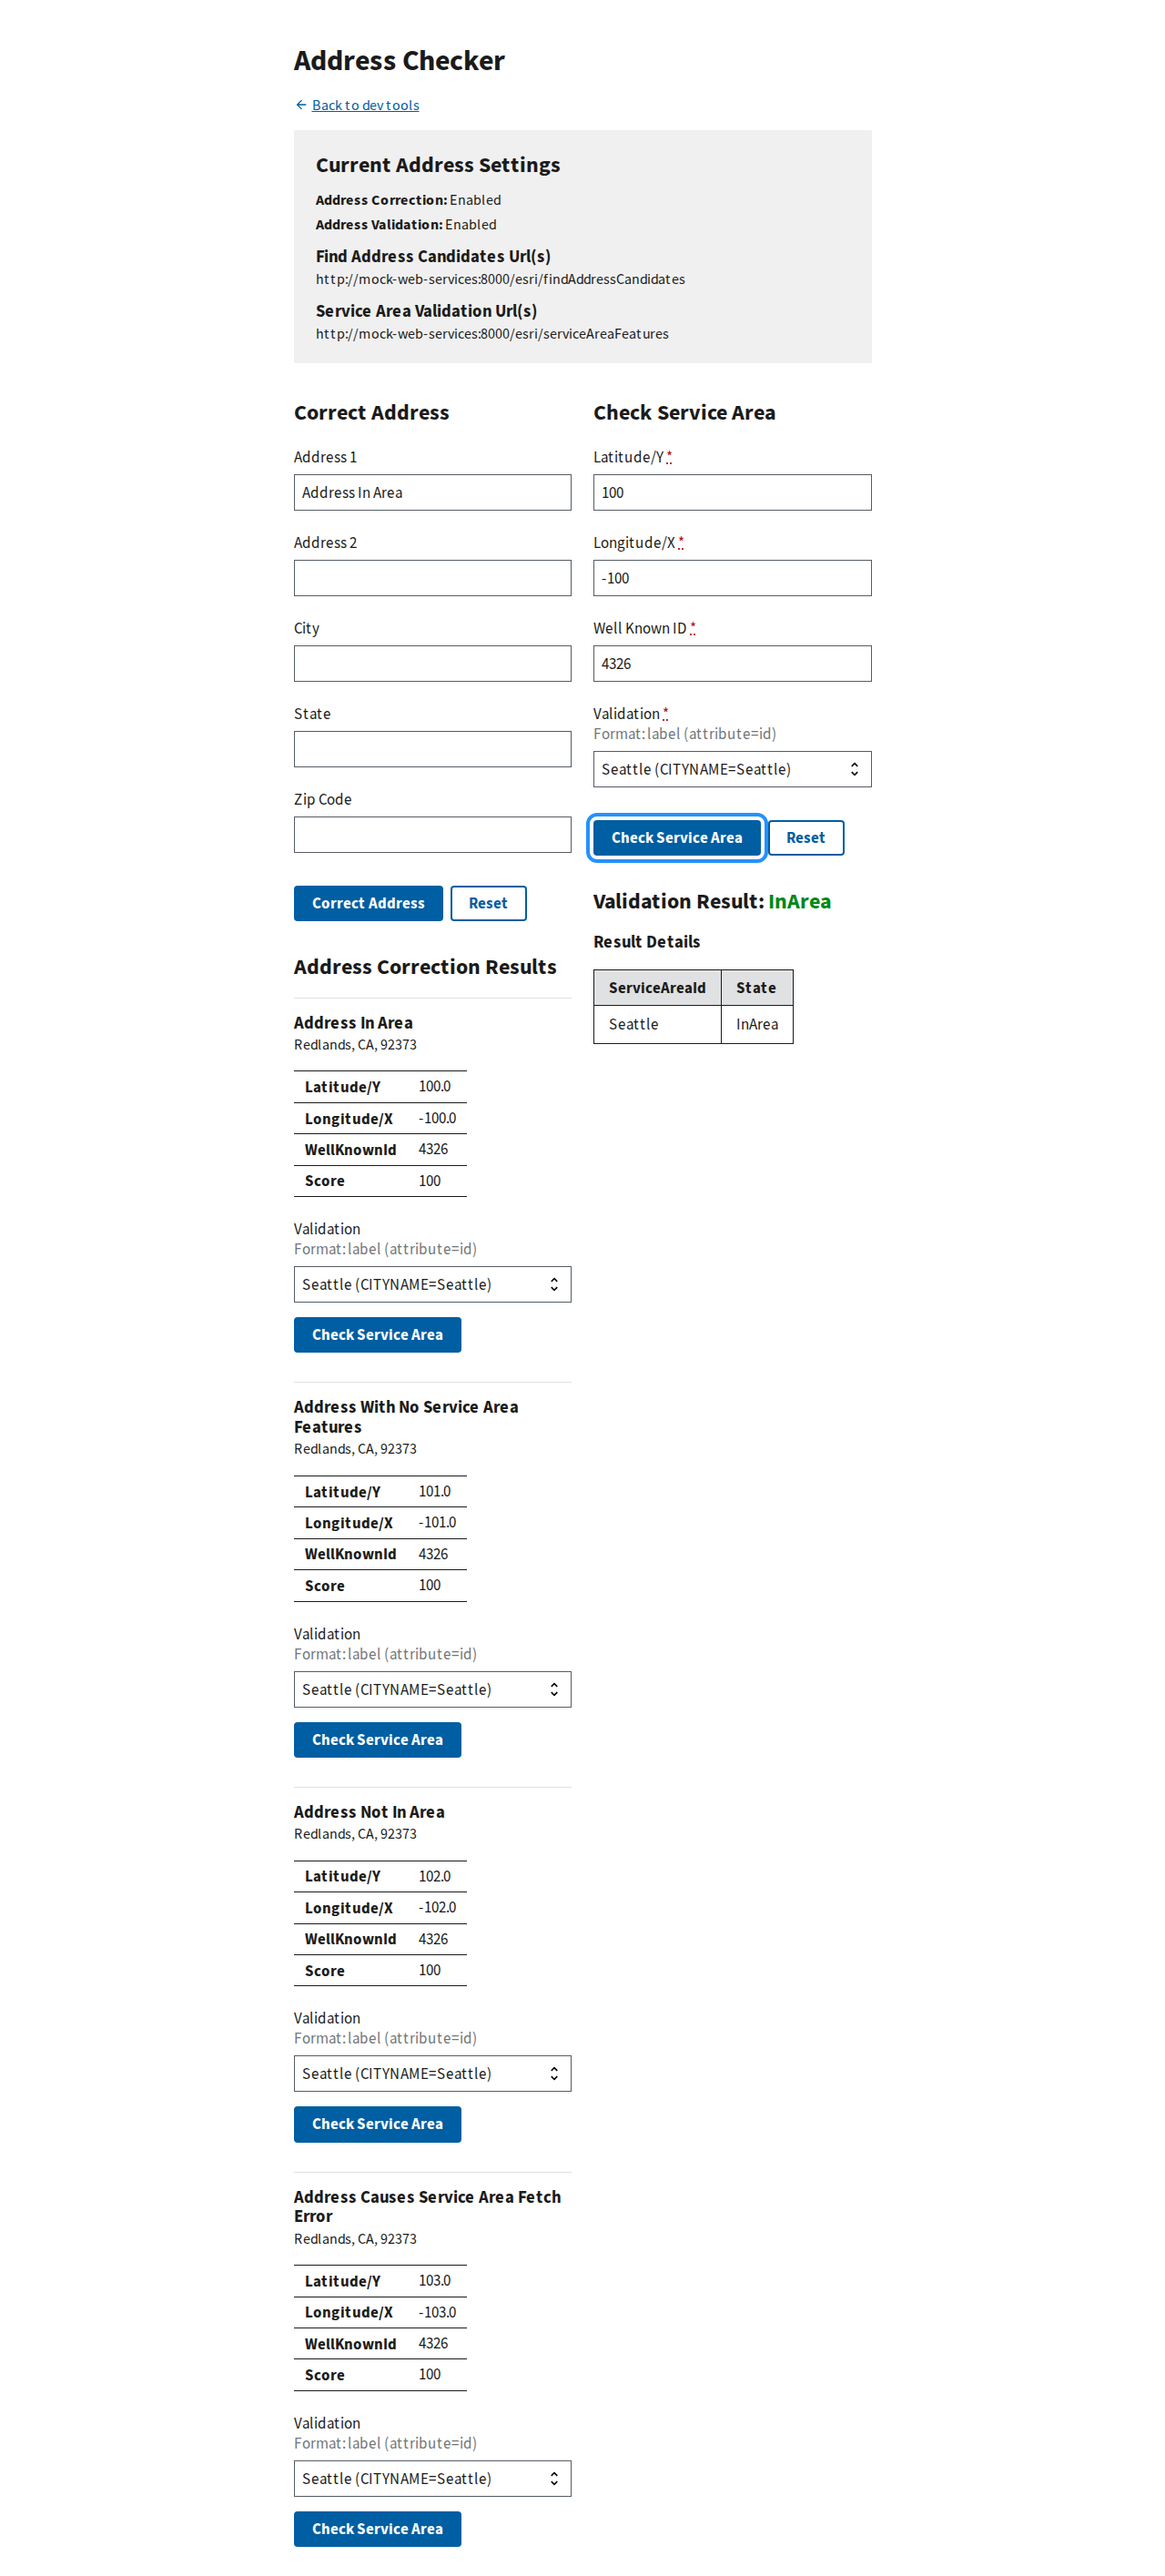 Address Checker
← Back to dev tools
Current Address Settings
Address Correction: Enabled
Address Validation: Enabled
Find Address Candidates Url(s)
http://mock-web-services:8000/esri/findAddressCandidates
Service Area Validation Url(s)
http://mock-web-services:8000/esri/serviceAreaFeatures
Correct Address
Address 1
Address In Area
Address 2
City
State
Zip Code
Correct Address Reset
Address Correction Results
Address In Area
Redlands, CA, 92373
Latitude/Y 100.0
Longitude/X -100.0
WellKnownId 4326
Score 100
Validation
Format: label (attribute=id)
Seattle (CITYNAME=Seattle)
Check Service Area
Address With No Service Area
Features
Redlands, CA, 92373
Latitude/Y 101.0
Longitude/X -101.0
WellKnownId 4326
Score 100
Validation
Format: label (attribute=id)
Seattle (CITYNAME=Seattle)
Check Service Area
Address Not In Area
Redlands, CA, 92373
Latitude/Y 102.0
Longitude/X -102.0
WellKnownId 4326
Score 100
Validation
Format: label (attribute=id)
Seattle (CITYNAME=Seattle)
Check Service Area
Address Causes Service Area Fetch
Error
Redlands, CA, 92373
Latitude/Y 103.0
Longitude/X -103.0
WellKnownId 4326
Score 100
Validation
Format: label (attribute=id)
Seattle (CITYNAME=Seattle)
Check Service Area
Check Service Area
Latitude/Y *
100
Longitude/X *
-100
Well Known ID *
4326
Validation *
Format: label (attribute=id)
Seattle (CITYNAME=Seattle)
Check Service Area Reset
Validation Result: InArea
Result Details
ServiceAreaId State
Seattle InArea